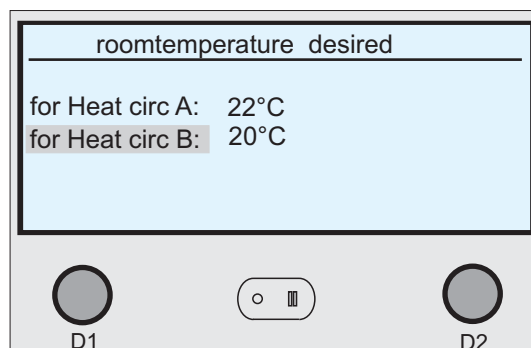 roomtemperature desired
for Heat circ A: 22°C
for Heat circ B: 20°C
D1 D2